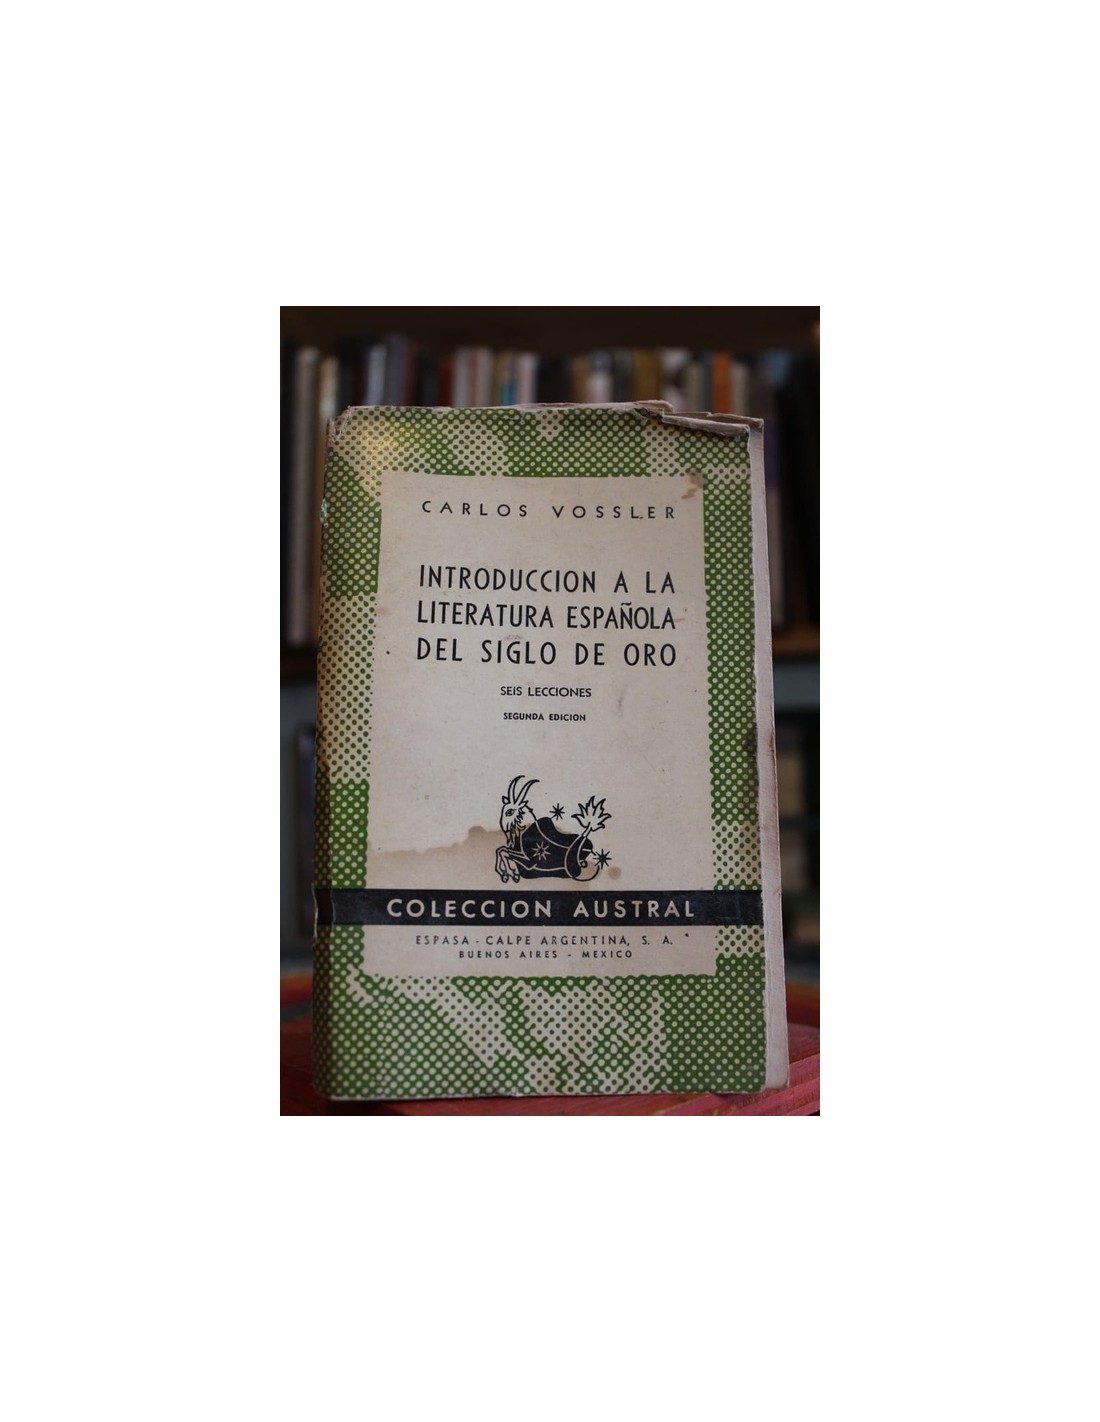 CARLOS VOSSLER
INTRODUCCION A LA
LITERATURA ESPAÑOLA
DEL SIGLO DE ORO
SEIS LECCIONES
SEGUNDA EDICION
COLECCION AUSTRAL
ESPASA - CALPE ARGENTINA, S. A.
BUENOS AIRES - MEXICO